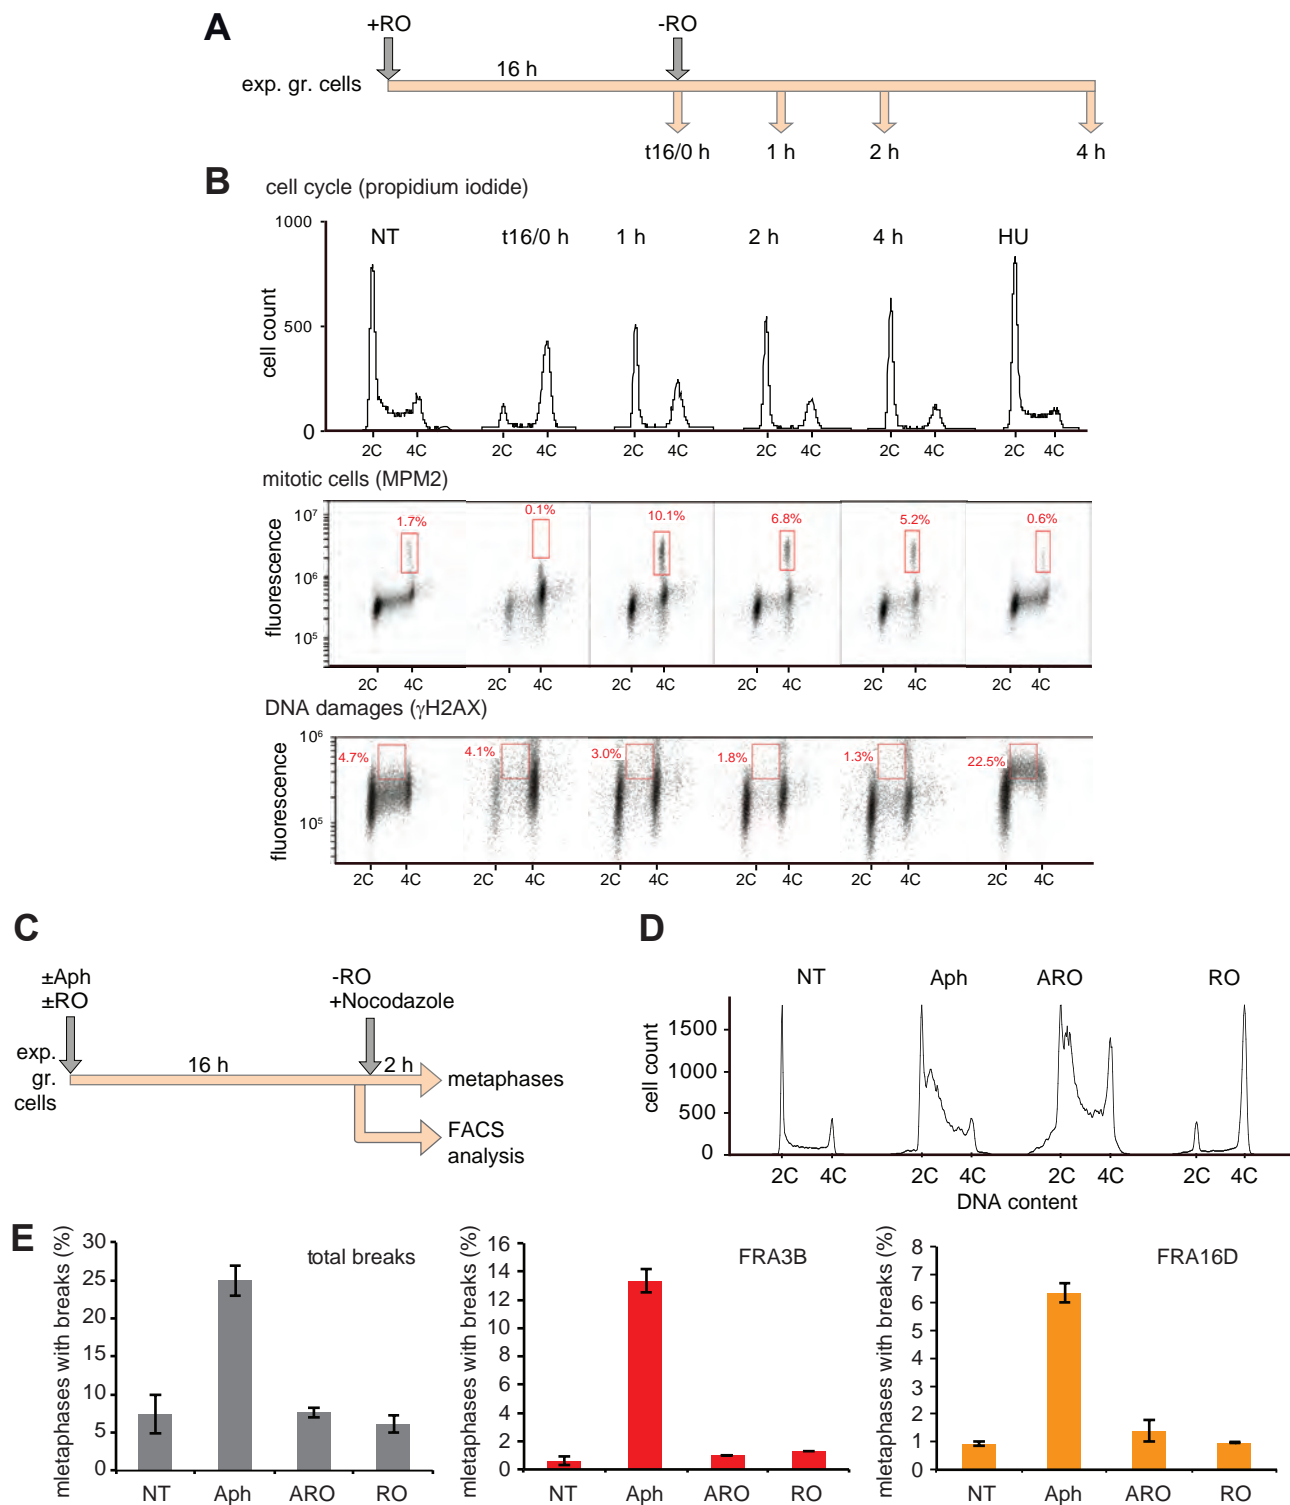 A
+RO
-RO
16 h
exp. gr. cells
t16/0 h
1 h
2 h
4 h
B
cell cycle (propidium iodide)
1000
500
0
cell count
NT
t16/0 h
1 h
2 h
4 h
HU
2C 4C 2C 4C 2C 4C 2C 4C 2C 4C 2C 4C
mitotic cells (MPM2)
10⁷
10⁶
10⁵
fluorescence
1.7%
0.1%
10.1%
6.8%
5.2%
0.6%
2C 4C 2C 4C 2C 4C 2C 4C 2C 4C 2C 4C
DNA damages (γH2AX)
10⁶
10⁵
fluorescence
4.7%
4.1%
3.0%
1.8%
1.3%
22.5%
2C 4C 2C 4C 2C 4C 2C 4C 2C 4C 2C 4C
C
±Aph
±RO
-RO
+Nocodazole
exp.
gr.
cells
16 h
2 h
metaphases
FACS
analysis
D
NT
Aph
ARO
RO
cell count
1500
1000
500
0
2C 4C 2C 4C 2C 4C 2C 4C
DNA content
E
mletaphases with breaks (%)
30
25
20
15
10
5
0
total breaks
NT Aph ARO RO
mletaphases with breaks (%)
16
14
12
10
8
6
4
2
0
FRA3B
NT Aph ARO RO
mletaphases with breaks (%)
8
7
6
5
4
3
2
1
0
FRA16D
NT Aph ARO RO